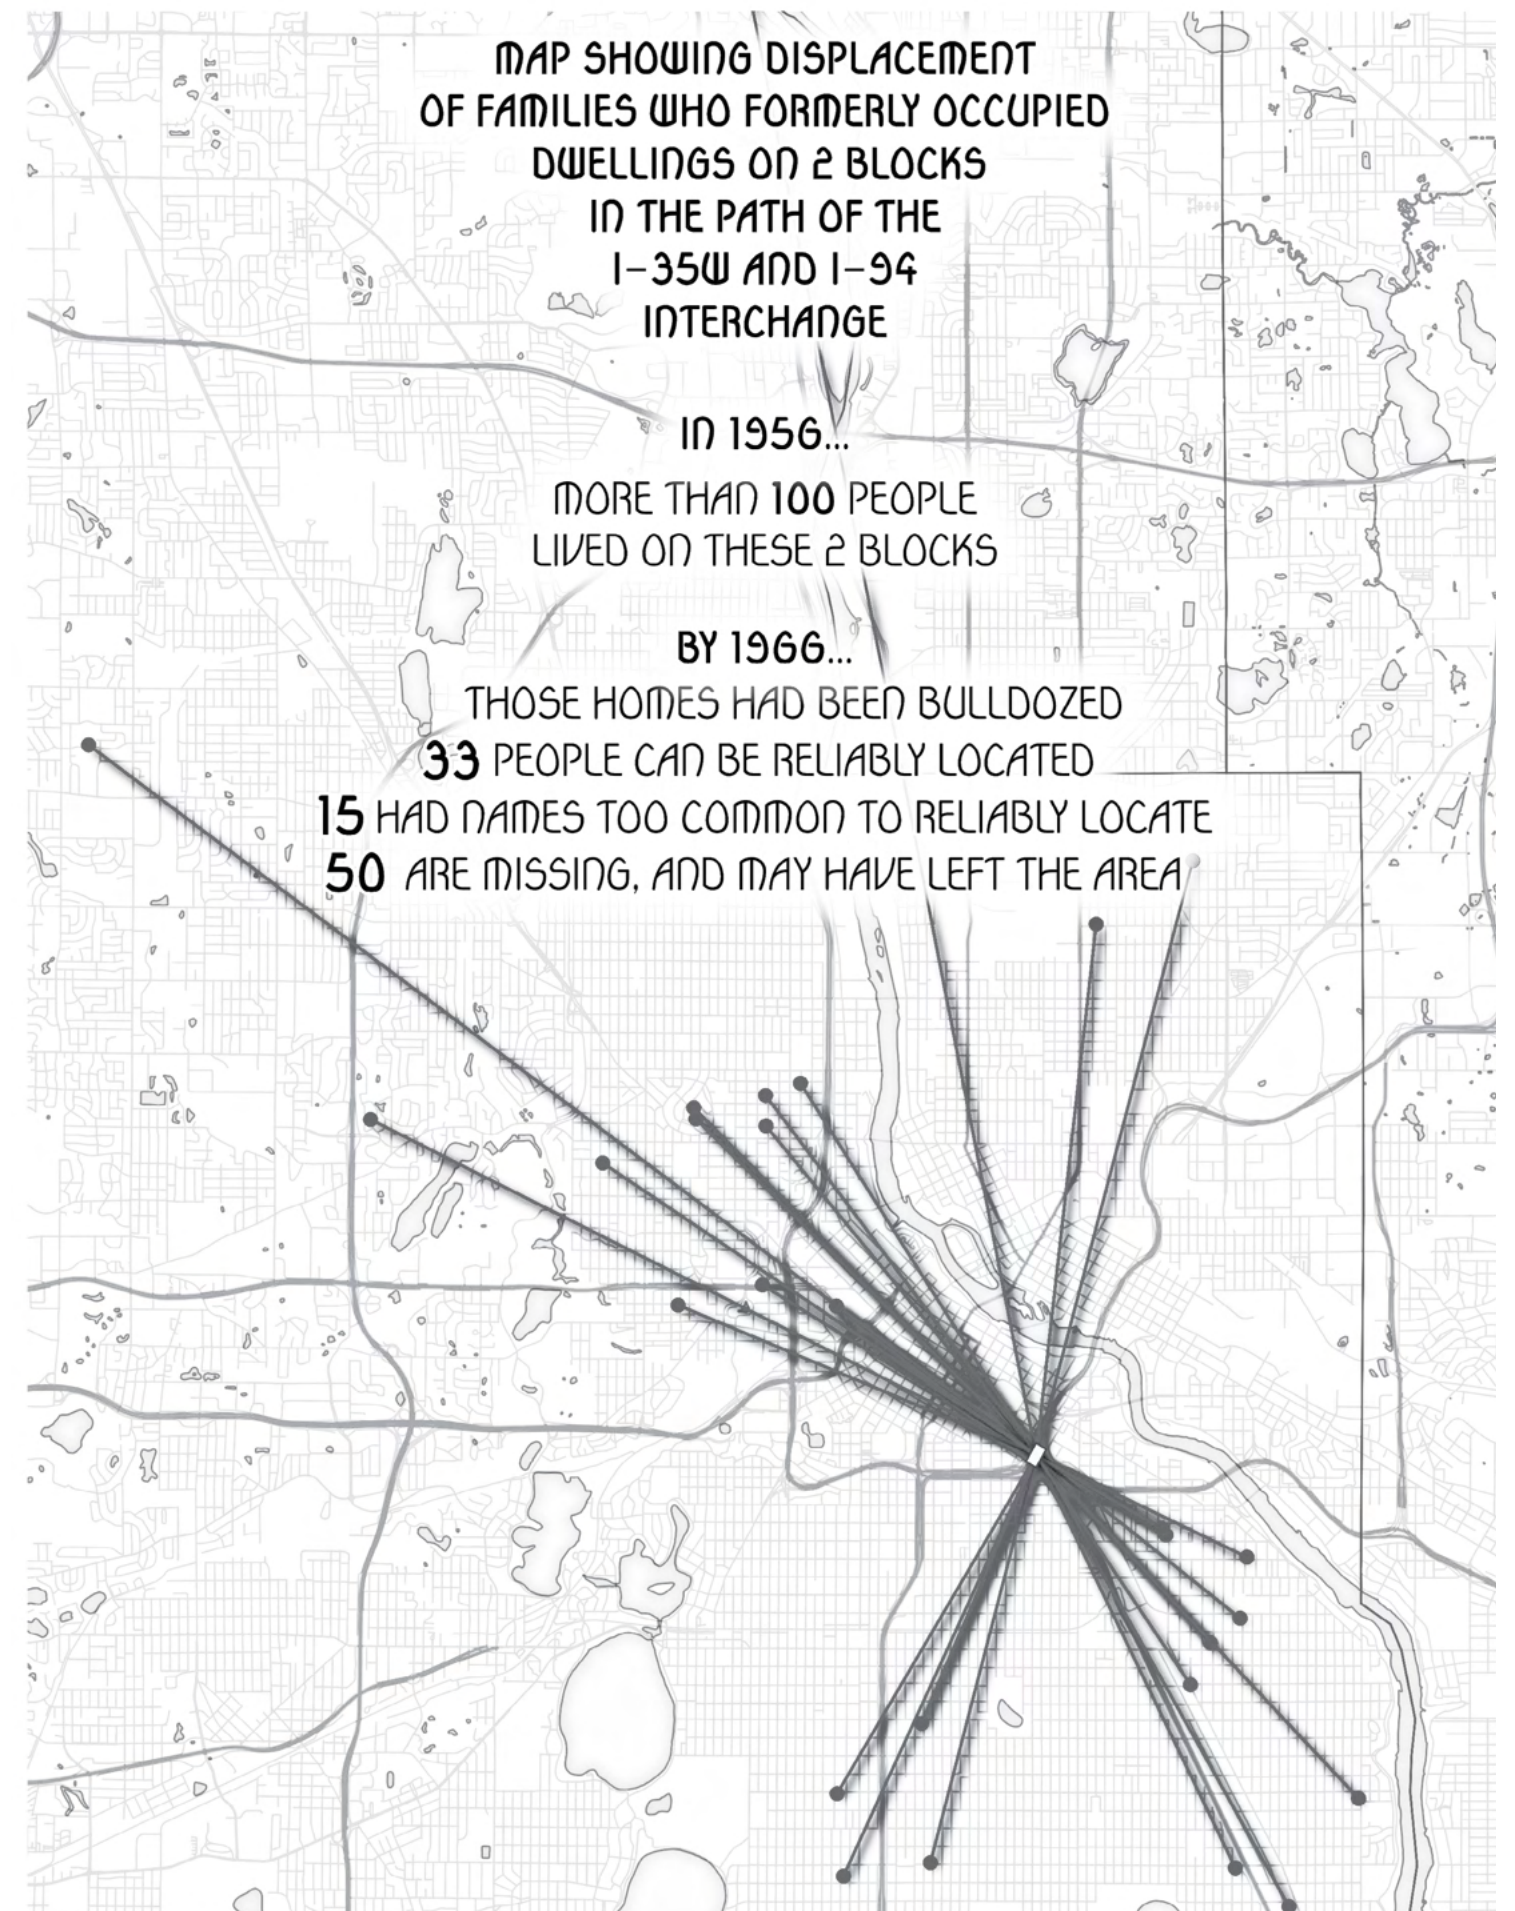 MAP SHOWING DISPLACEMENT
OF FAMILIES WHO FORMERLY OCCUPIED
DWELLINGS ON 2 BLOCKS
IN THE PATH OF THE
I-35W AND I-94
INTERCHANGE
IN 1956...
MORE THAN 100 PEOPLE
LIVED ON THESE 2 BLOCKS
BY 1966...
THOSE HOMES HAD BEEN BULLDOZED
33 PEOPLE CAN BE RELIABLY LOCATED
15 HAD NAMES TOO COMMON TO RELIABLY LOCATE
50 ARE MISSING, AND MAY HAVE LEFT THE AREA